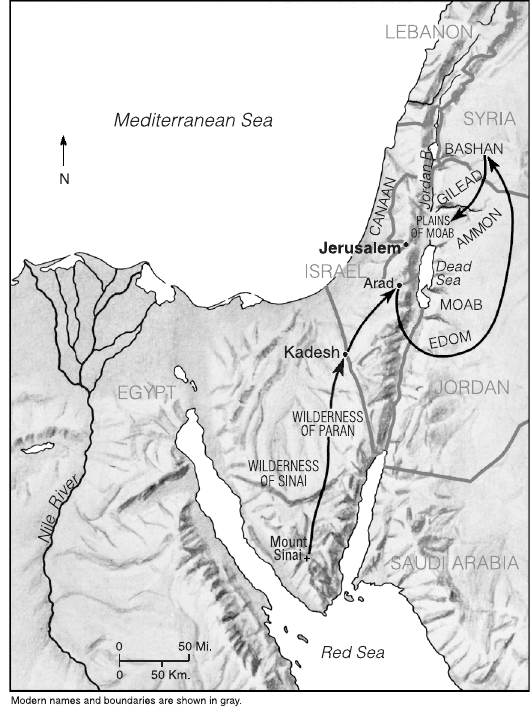 LEBANON
Mediterranean Sea
SYRIA
BASHAN
N
Jordan R.
GILEAD
CANAAN
PLAINS
OF MOAB
AMMON
Jerusalem
ISRAEL
Dead
Sea
Arad
MOAB
EDOM
Kadesh
EGYPT
JORDAN
WILDERNESS
OF PARAN
WILDERNESS
OF SINAI
Nile River
Mount
Sinai
SAUDI ARABIA
0 50 Mi.
0 50 Km.
Red Sea
Modern names and boundaries are shown in gray.